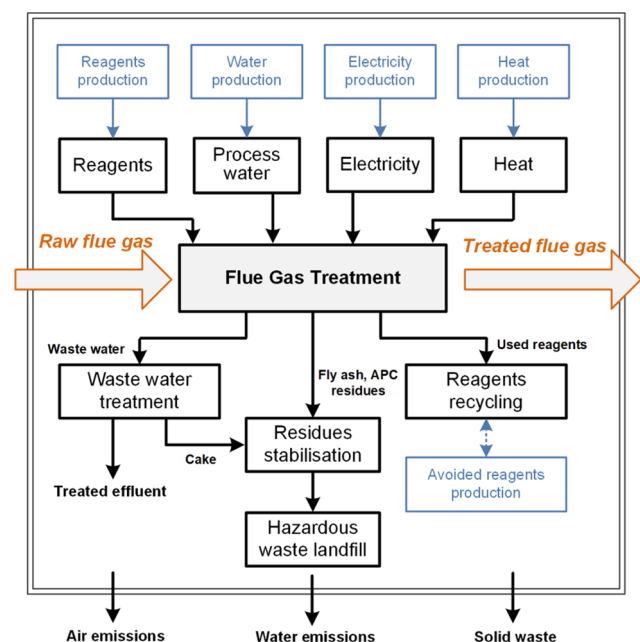 Reagents
production
Water
production
Electricity
production
Heat
production
Reagents
Process
water
Electricity
Heat
Raw flue gas
Treated flue gas
Flue Gas Treatment
Waste water
Used reagents
Fly ash, APC
residues
Waste water
treatment
Reagents
recycling
Cake
Residues
stabilisation
Treated effluent
Avoided reagents
production
Hazardous
waste landfill
Air emissions
Water emissions
Solid waste